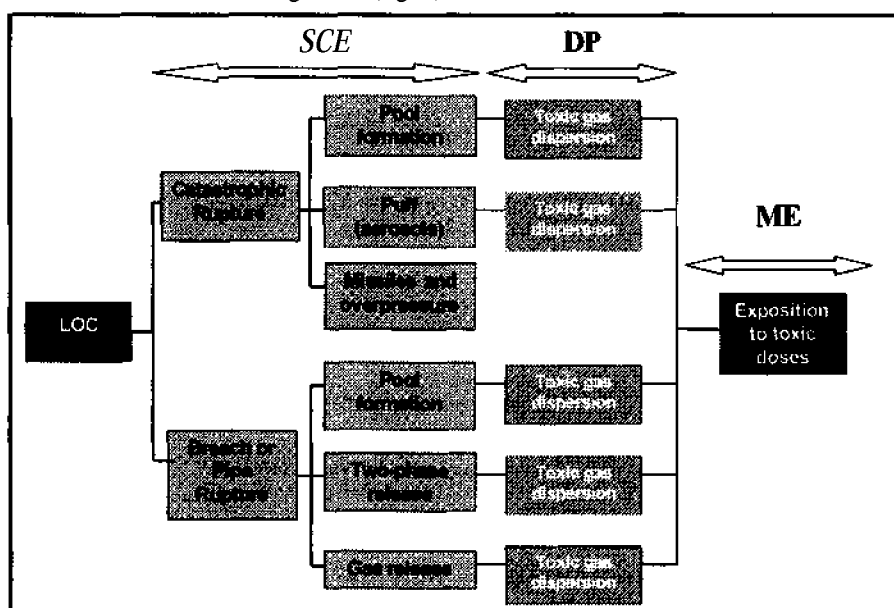 SCE
DP
Pool
formation
Toxic gas
dispersion
Catastrophic
Rupture
Puff
(aerosols)
Toxic gas
dispersion
ME
Missiles and
overpressure
LOC
Exposition
to toxic
doses
Pool
formation
Toxic gas
dispersion
Breach or
Pipe
Rupture
Two-phase
release
Toxic gas
dispersion
Gas release
Toxic gas
dispersion